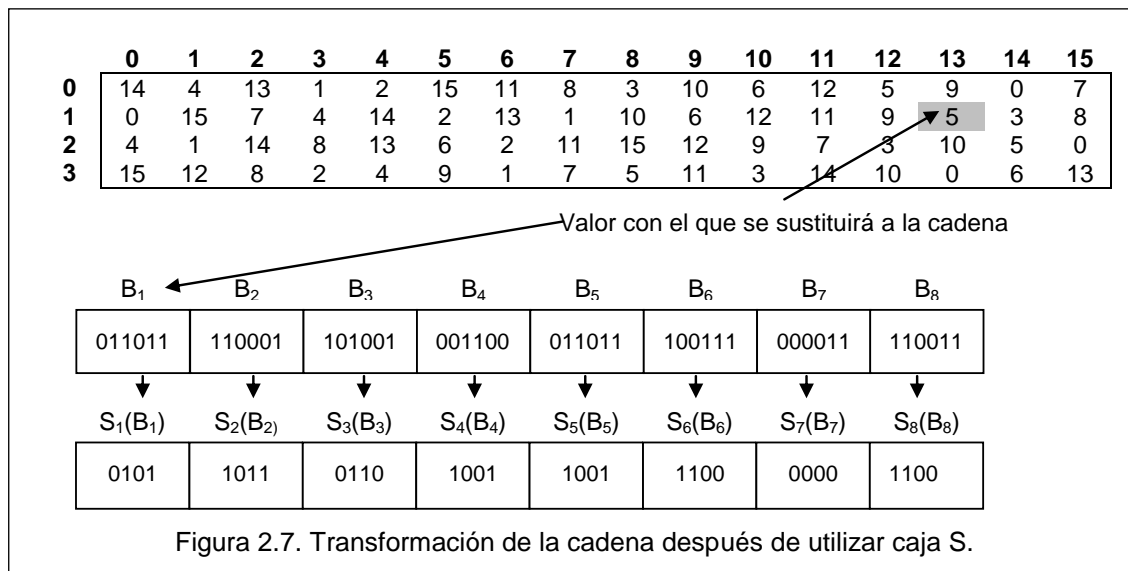 0 1 2 3 4 5 6 7 8 9 10 11 12 13 14 15
0 14 4 13 1 2 15 11 8 3 10 6 12 5 9 0 7
1 0 15 7 4 14 2 13 1 10 6 12 11 9 5 3 8
2 4 1 14 8 13 6 2 11 15 12 9 7 3 10 5 0
3 15 12 8 2 4 9 1 7 5 11 3 14 10 0 6 13
Valor con el que se sustituirá a la cadena
B₁ B₂ B₃ B₄ B₅ B₆ B₇ B₈
011011 110001 101001 001100 011011 100111 000011 110011
S₁(B₁) S₂(B₂) S₃(B₃) S₄(B₄) S₅(B₅) S₆(B₆) S₇(B₇) S₈(B₈)
0101 1011 0110 1001 1001 1100 0000 1100
Figura 2.7. Transformación de la cadena después de utilizar caja S.